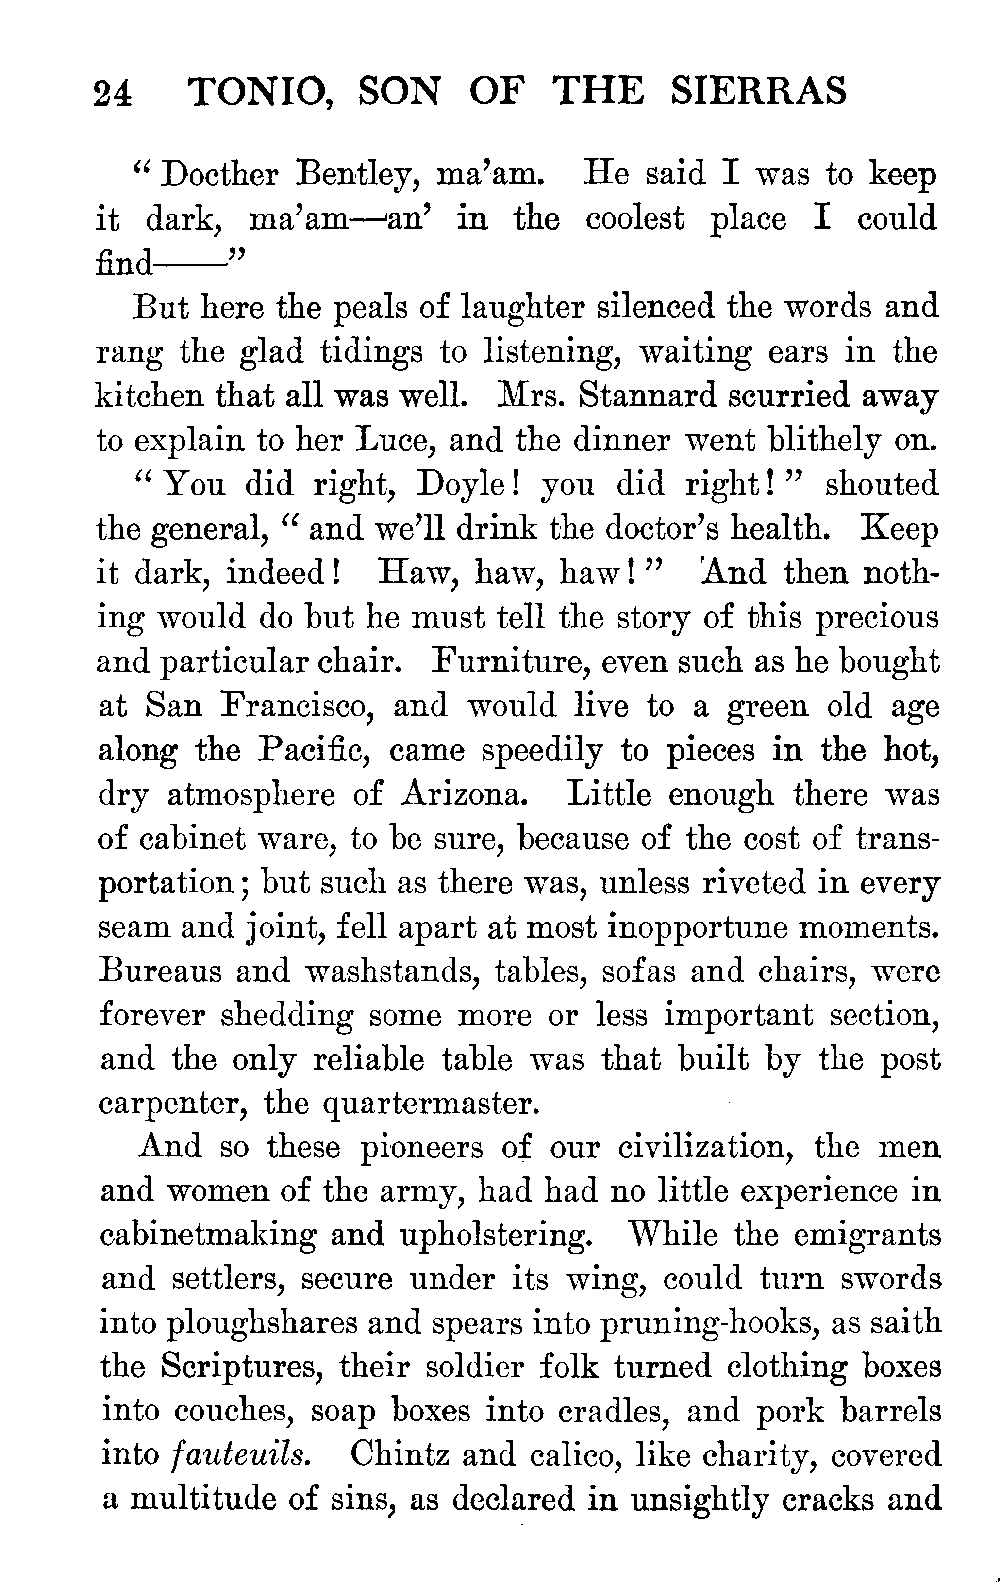 24 TONIO, SON OF THE SIERRAS
“ Docther Bentley, ma’am. He said I was to keep
it dark, ma’am—an’ in the coolest place I could
find——”
But here the peals of laughter silenced the words and
rang the glad tidings to listening, waiting ears in the
kitchen that all was well. Mrs. Stannard scurried away
to explain to her Luce, and the dinner went blithely on.
“ You did right, Doyle! you did right! ” shouted
the general, “ and we’ll drink the doctor’s health. Keep
it dark, indeed! Haw, haw, haw! ” And then noth-
ing would do but he must tell the story of this precious
and particular chair. Furniture, even such as he bought
at San Francisco, and would live to a green old age
along the Pacific, came speedily to pieces in the hot,
dry atmosphere of Arizona. Little enough there was
of cabinet ware, to be sure, because of the cost of trans-
portation; but such as there was, unless riveted in every
seam and joint, fell apart at most inopportune moments.
Bureaus and washstands, tables, sofas and chairs, were
forever shedding some more or less important section,
and the only reliable table was that built by the post
carpenter, the quartermaster.
And so these pioneers of our civilization, the men
and women of the army, had had no little experience in
cabinetmaking and upholstering. While the emigrants
and settlers, secure under its wing, could turn swords
into ploughshares and spears into pruning-hooks, as saith
the Scriptures, their soldier folk turned clothing boxes
into couches, soap boxes into cradles, and pork barrels
into fauteuils. Chintz and calico, like charity, covered
a multitude of sins, as declared in unsightly cracks and